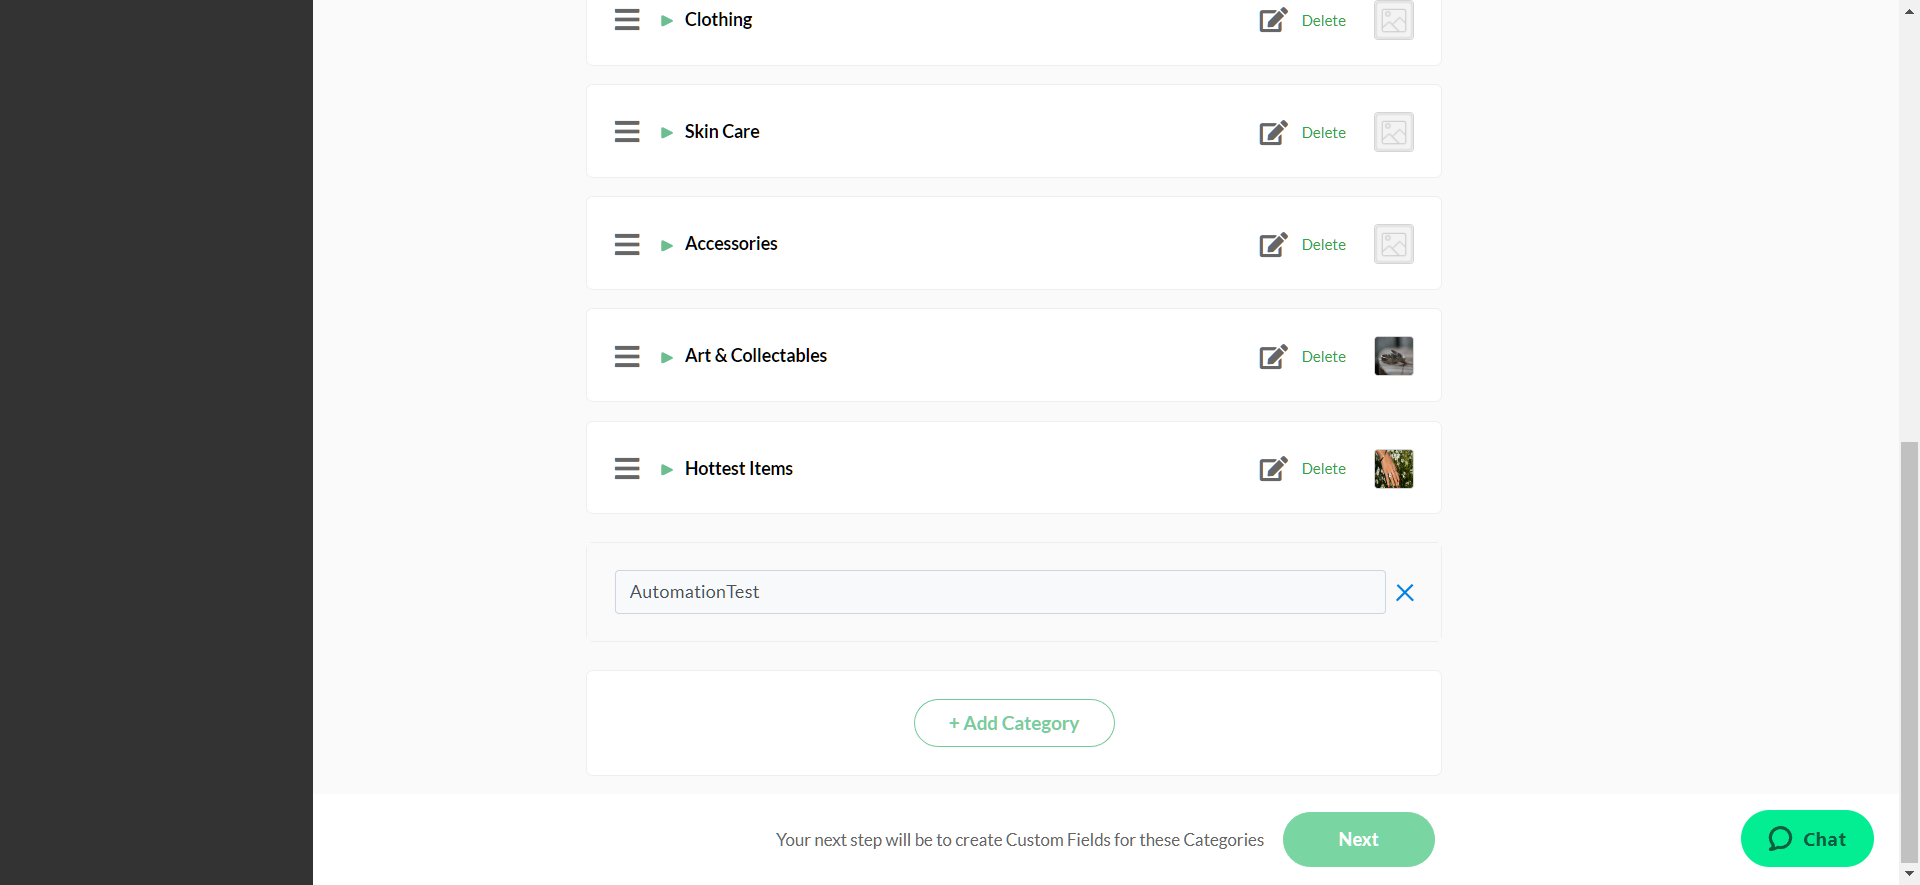 Clothing Delete
Skin Care Delete
Accessories Delete
Art & Collectables Delete
Hottest Items Delete
AutomationTest
+ Add Category
Your next step will be to create Custom Fields for these Categories Next
Chat